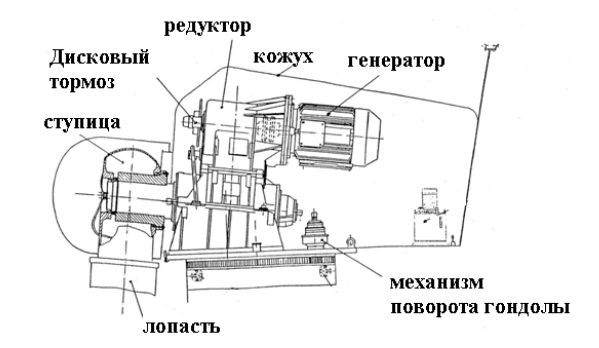 редуктор
Дисковый
тормоз
кожух
генератор
ступица
механизм
поворота гондолы
лопасть